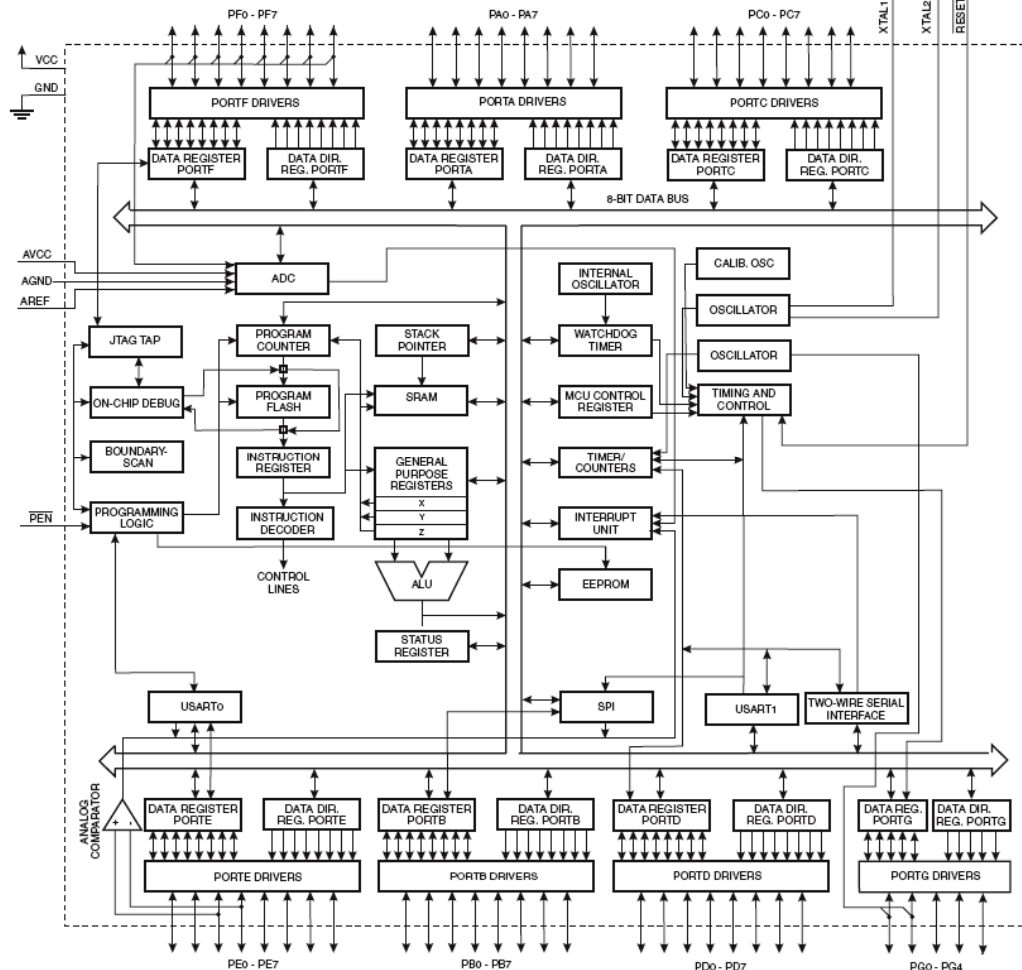 PF0 - PF7
PA0 - PA7
PC0 - PC7
XTAL1
XTAL2
RESET
VCC
GND
PORTF DRIVERS
PORTA DRIVERS
PORTC DRIVERS
DATA REGISTER
PORTF
DATA DIR.
REG. PORTF
DATA REGISTER
PORTA
DATA DIR.
REG. PORTA
DATA REGISTER
PORTC
DATA DIR.
REG. PORTC
8-BIT DATA BUS
AVCC
AGND
AREF
ADC
INTERNAL
OSCILLATOR
CALIB. OSC
OSCILLATOR
JTAG TAP
PROGRAM
COUNTER
STACK
POINTER
WATCHDOG
TIMER
OSCILLATOR
ON-CHIP DEBUG
PROGRAM
FLASH
SRAM
MCU CONTROL
REGISTER
TIMING AND
CONTROL
BOUNDARY-
SCAN
INSTRUCTION
REGISTER
GENERAL
PURPOSE
REGISTERS
X
Y
Z
TIMER/
COUNTERS
PEN
PROGRAMMING
LOGIC
INSTRUCTION
DECODER
INTERRUPT
UNIT
CONTROL
LINES
ALU
EEPROM
STATUS
REGISTER
USART0
SPI
USART1
TWO-WIRE SERIAL
INTERFACE
ANALOG
COMPARATOR
+
-
DATA REGISTER
PORTE
DATA DIR.
REG. PORTE
DATA REGISTER
PORTB
DATA DIR.
REG. PORTB
DATA REGISTER
PORTD
DATA DIR.
REG. PORTD
DATA REG.
PORTG
DATA DIR.
REG. PORTG
PORTE DRIVERS
PORTB DRIVERS
PORTD DRIVERS
PORTG DRIVERS
PE0 - PE7
PB0 - PB7
PD0 - PD7
PG0 - PG4